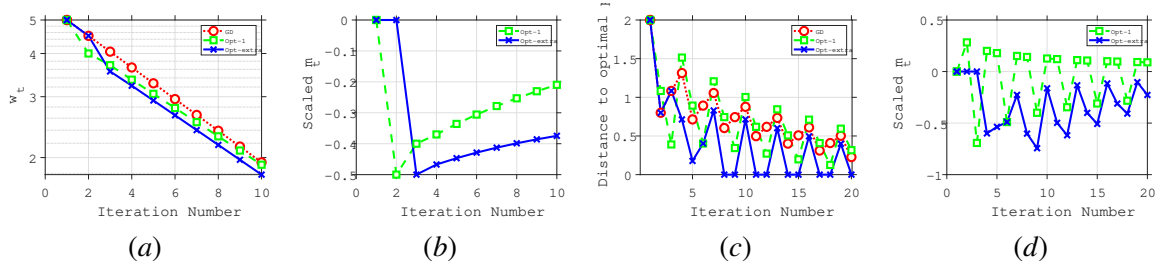 5
4
3
2
w_t
0 2 4 6 8 10
Iteration Number
GD
Opt-1
Opt-extra
(a)
0
-0.1
-0.2
-0.3
-0.4
-0.5
Scaled m_t
0 2 4 6 8 10
Iteration Number
Opt-1
Opt-extra
(b)
2
1.5
1
0.5
0
Distance to optimal
0 5 10 15 20
Iteration Number
GD
Opt-1
Opt-extra
(c)
0.5
0
-0.5
-1
Scaled m_t
0 5 10 15 20
Iteration Number
Opt-1
Opt-extra
(d)